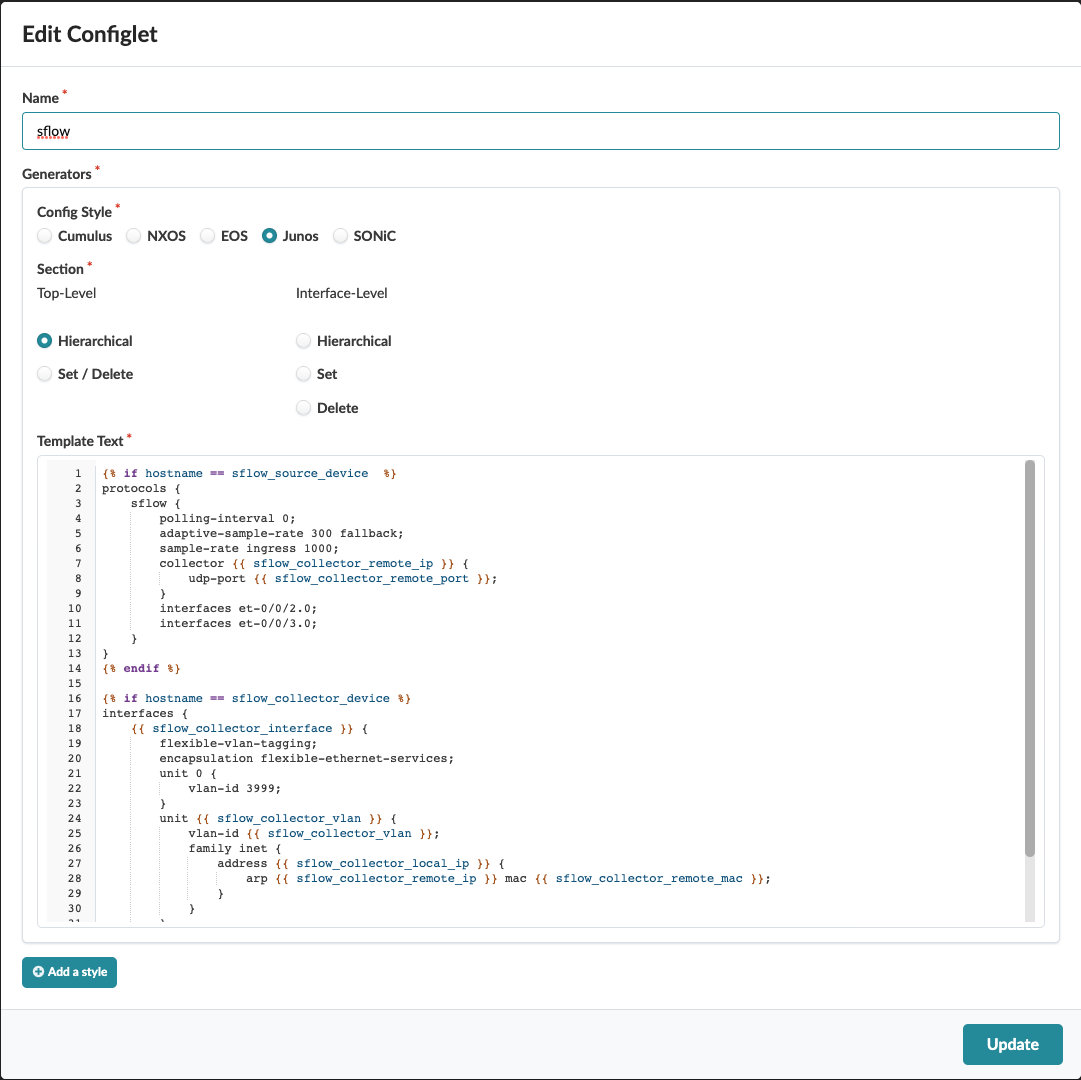 Edit Configlet
Name *
sflow
Generators *
Config Style *
Cumulus NXOS EOS Junos SONiC
Section *
Top-Level Interface-Level
Hierarchical Hierarchical
Set / Delete Set
Delete
Template Text *
1 {% if hostname == sflow_source_device  %}
2 protocols {
3     sflow {
4         polling-interval 0;
5         adaptive-sample-rate 300 fallback;
6         sample-rate ingress 1000;
7         collector {{ sflow_collector_remote_ip }} {
8             udp-port {{ sflow_collector_remote_port }};
9         }
10         interfaces et-0/0/2.0;
11         interfaces et-0/0/3.0;
12     }
13 }
14 {% endif %}
15
16 {% if hostname == sflow_collector_device %}
17 interfaces {
18     {{ sflow_collector_interface }} {
19         flexible-vlan-tagging;
20         encapsulation flexible-ethernet-services;
21         unit 0 {
22             vlan-id 3999;
23         }
24         unit {{ sflow_collector_vlan }} {
25             vlan-id {{ sflow_collector_vlan }};
26             family inet {
27                 address {{ sflow_collector_local_ip }} {
28                     arp {{ sflow_collector_remote_ip }} mac {{ sflow_collector_remote_mac }};
29                 }
30             }
Add a style
Update